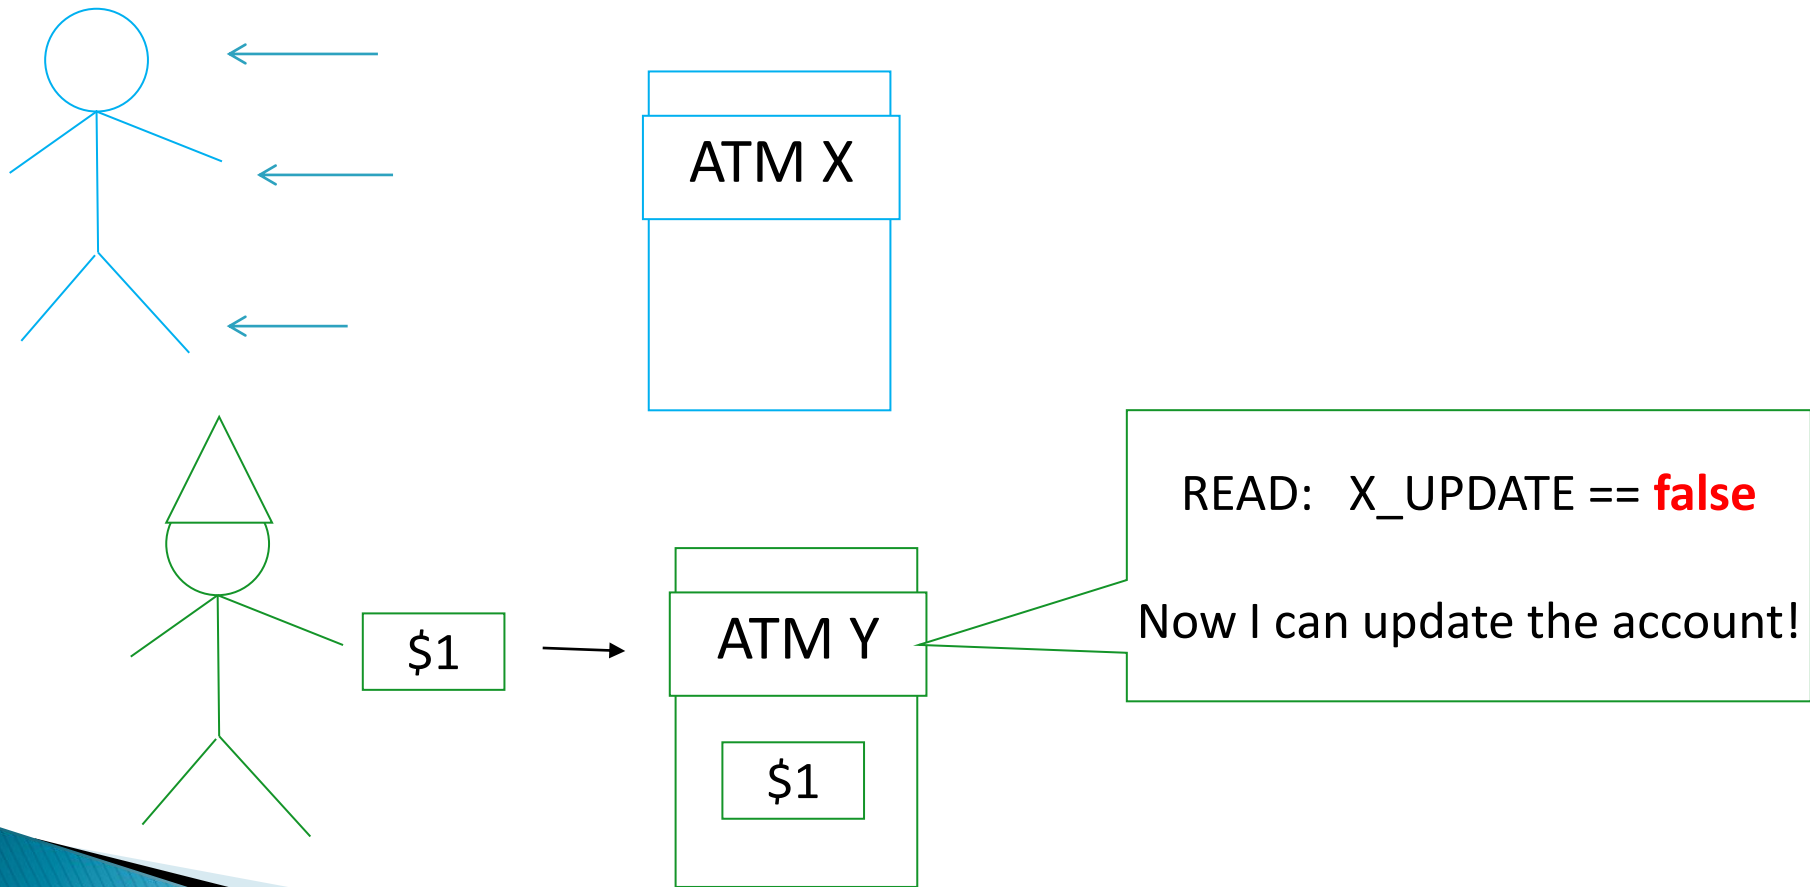 ATM X
READ: X_UPDATE == false
Now I can update the account!
$1
ATM Y
$1